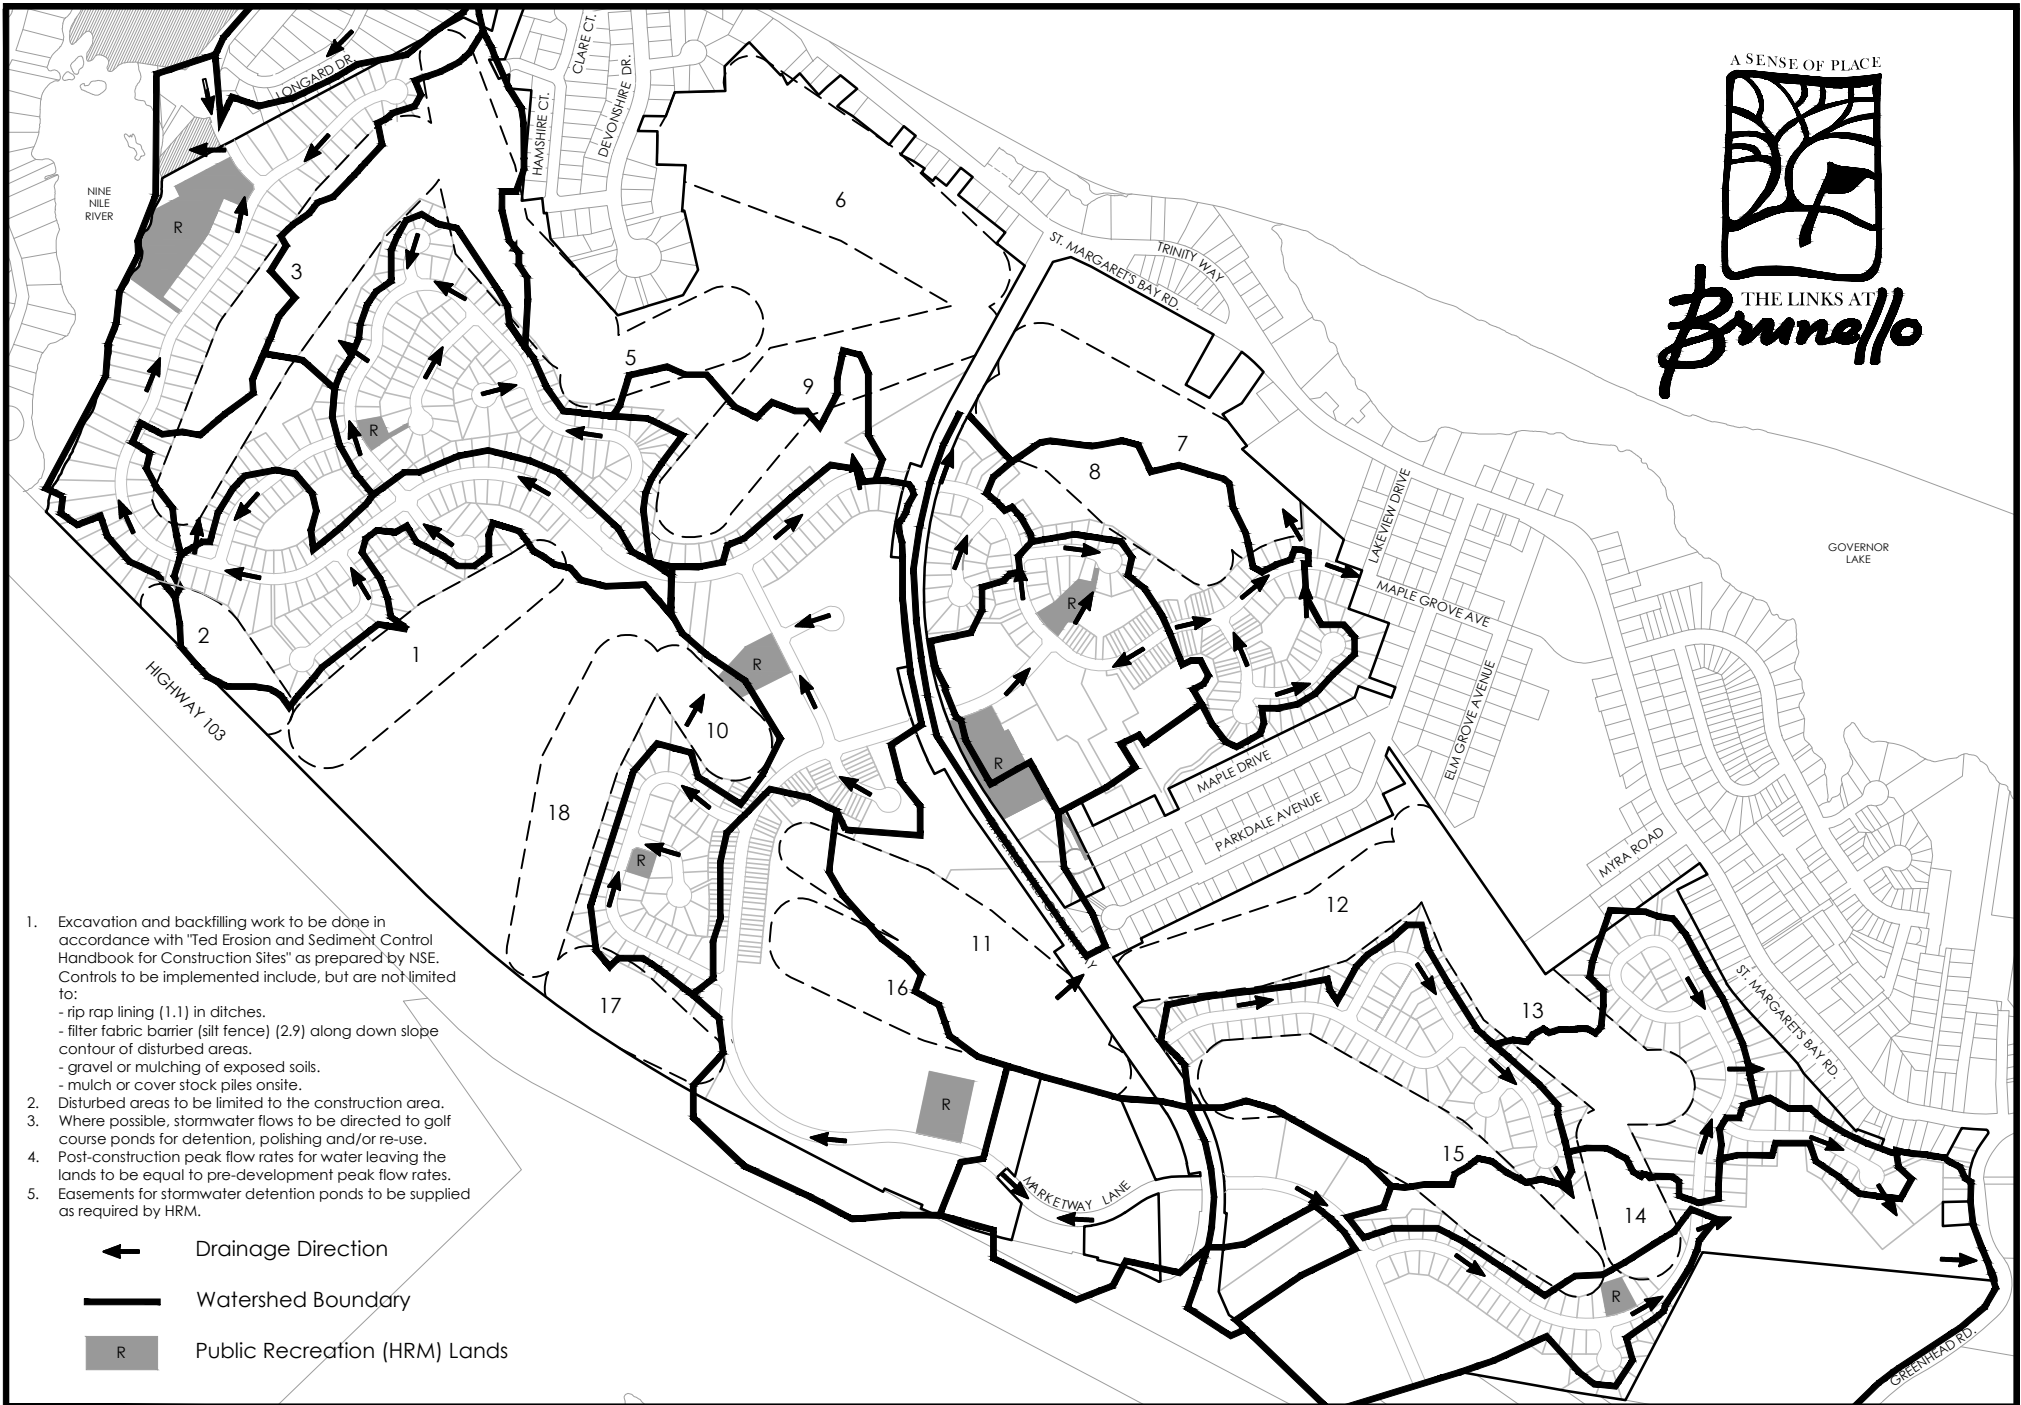 A SENSE OF PLACE
THE LINKS AT
Brunello
LONGARD DR.
CLARE CT.
DEVONSHIRE DR.
HAMSHIRE CT.
NINE
NILE
RIVER
R
3
6
ST. MARGARETS BAY RD.
TRINITY WAY
5
9
R
7
8
LAKEVIEW DRIVE
GOVERNOR
LAKE
MAPLE GROVE AVE
R
2
1
R
HIGHWAY 103
10
ELM GROVE AVENUE
R
MAPLE DRIVE
PARKDALE AVENUE
18
R
MYRA ROAD
12
11
16
17
13
ST. MARGARETS BAY RD.
R
15
MARKETWAY LANE
14
R
GREENHEAD RD.
1. Excavation and backfilling work to be done in
accordance with "Ted Erosion and Sediment Control
Handbook for Construction Sites" as prepared by NSE.
Controls to be implemented include, but are not limited
to:
- rip rap lining (1.1) in ditches.
- filter fabric barrier (silt fence) (2.9) along down slope
contour of disturbed areas.
- gravel or mulching of exposed soils.
- mulch or cover stock piles onsite.
2. Disturbed areas to be limited to the construction area.
3. Where possible, stormwater flows to be directed to golf
course ponds for detention, polishing and/or re-use.
4. Post-construction peak flow rates for water leaving the
lands to be equal to pre-development peak flow rates.
5. Easements for stormwater detention ponds to be supplied
as required by HRM.
Drainage Direction
Watershed Boundary
R
Public Recreation (HRM) Lands